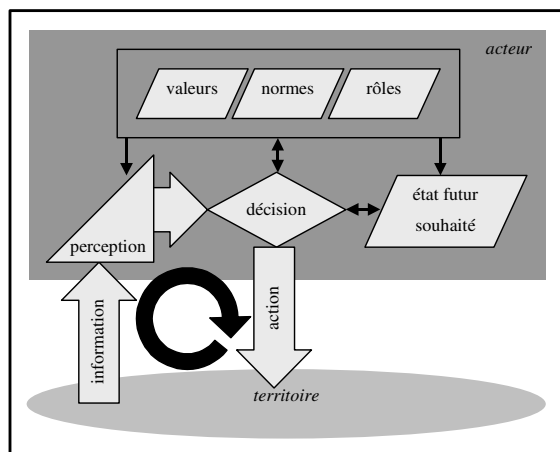 acteur
valeurs
normes
rôles
perception
décision
état futur
souhaité
information
action
territoire